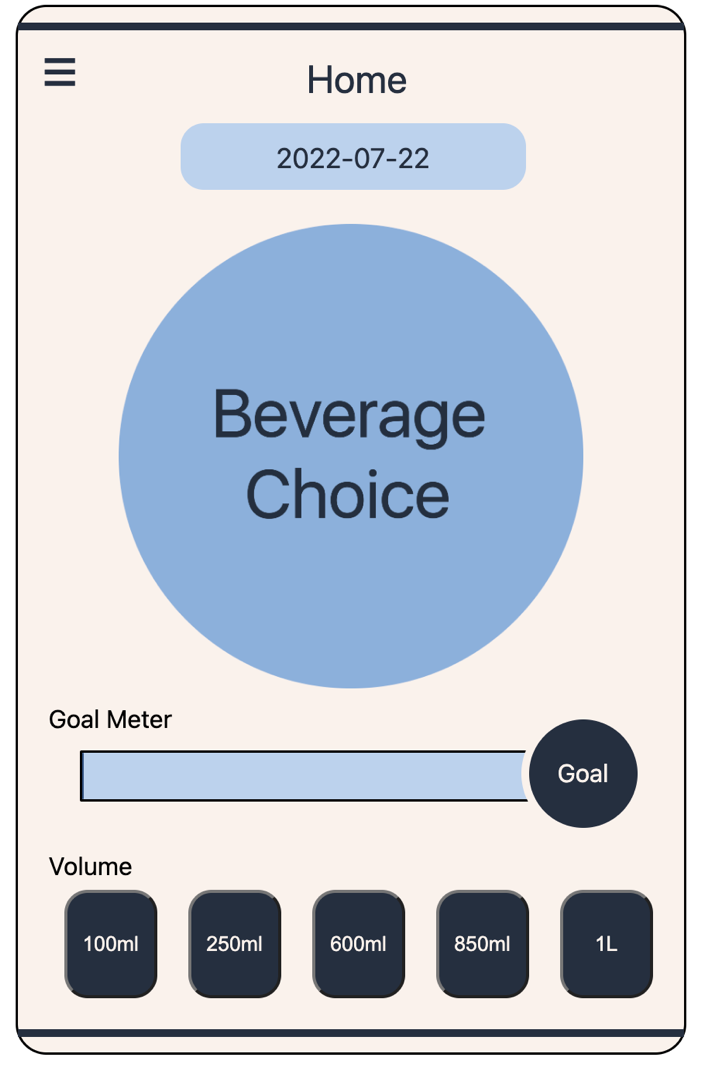 Home
2022-07-22
Beverage
Choice
Goal Meter
Goal
Volume
100ml
250ml
600ml
850ml
1L